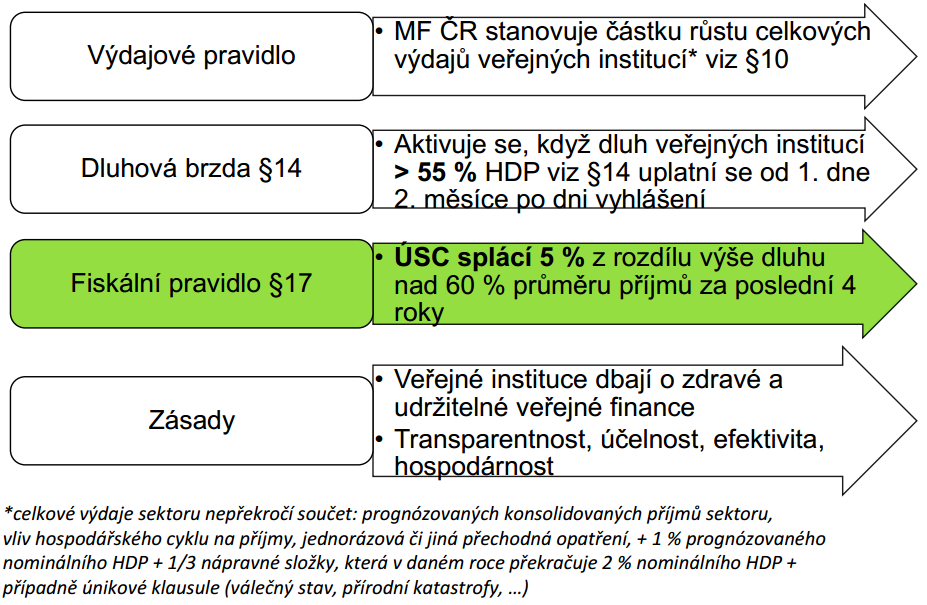 Výdajové pravidlo
• MF ČR stanovuje částku růstu celkových
výdajů veřejných institucí* viz §10
Dluhová brzda §14
• Aktivuje se, když dluh veřejných institucí
> 55 % HDP viz §14 uplatní se od 1. dne
2. měsíce po dni vyhlášení
Fiskální pravidlo §17
• ÚSC splácí 5 % z rozdílu výše dluhu
nad 60 % průměru příjmů za poslední 4
roky
Zásady
• Veřejné instituce dbají o zdravé a
udržitelné veřejné finance
• Transparentnost, účelnost, efektivita,
hospodárnost
*celkové výdaje sektoru nepřekročí součet: prognózovaných konsolidovaných příjmů sektoru,
vliv hospodářského cyklu na příjmy, jednorázová či jiná přechodná opatření, + 1 % prognózovaného
nominálního HDP + 1/3 nápravné složky, která v daném roce překračuje 2 % nominálního HDP +
případně únikové klausule (válečný stav, přírodní katastrofy, …)